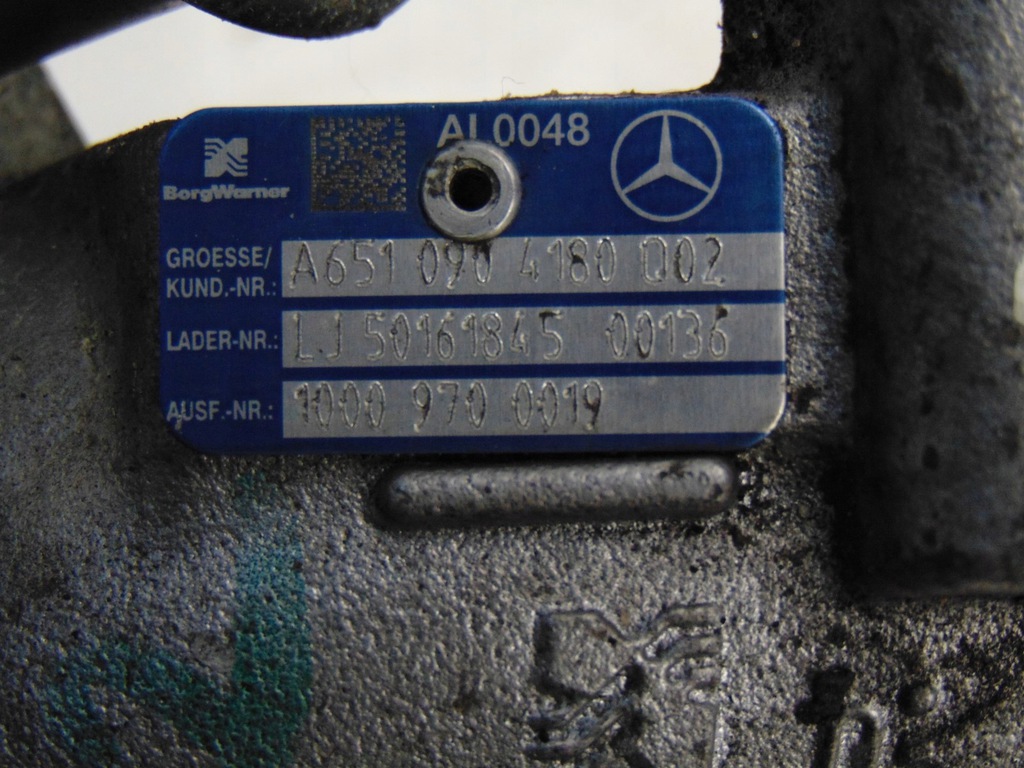 AL0048
BorgWarner
GROESSE/
KUND.-NR.: A651 090 4180 Q02
LADER-NR.: LJ 50161845 00136
AUSF.-NR.: 1000 970 0019